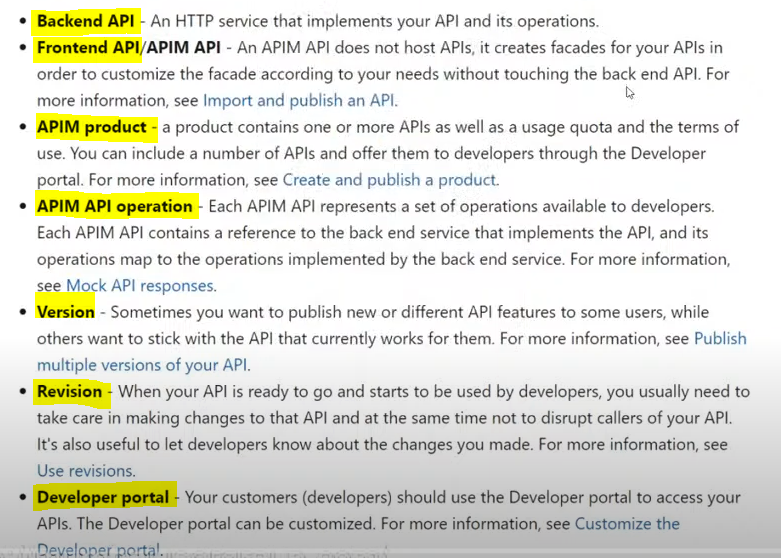 • Backend API - An HTTP service that implements your API and its operations.
• Frontend API/APIM API - An APIM API does not host APIs, it creates facades for your APIs in
order to customize the facade according to your needs without touching the back end API. For
more information, see Import and publish an API.
• APIM product - a product contains one or more APIs as well as a usage quota and the terms of
use. You can include a number of APIs and offer them to developers through the Developer
portal. For more information, see Create and publish a product.
• APIM API operation - Each APIM API represents a set of operations available to developers.
Each APIM API contains a reference to the back end service that implements the API, and its
operations map to the operations implemented by the back end service. For more information,
see Mock API responses.
• Version - Sometimes you want to publish new or different API features to some users, while
others want to stick with the API that currently works for them. For more information, see Publish
multiple versions of your API.
• Revision - When your API is ready to go and starts to be used by developers, you usually need to
take care in making changes to that API and at the same time not to disrupt callers of your API.
It's also useful to let developers know about the changes you made. For more information, see
Use revisions.
• Developer portal - Your customers (developers) should use the Developer portal to access your
APIs. The Developer portal can be customized. For more information, see Customize the
Developer portal.